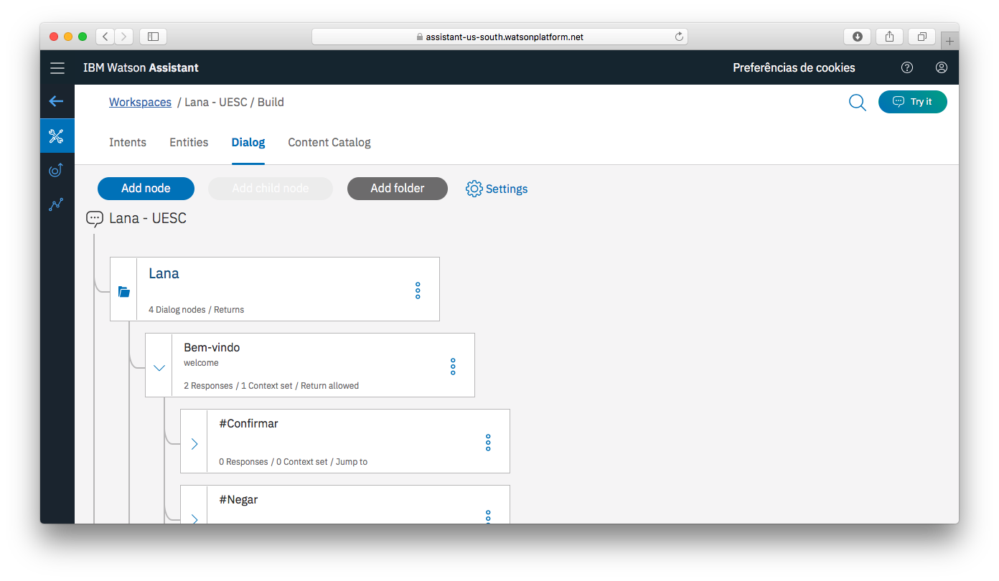 assistant-us-south.watsonplatform.net
IBM Watson Assistant
Preferências de cookies
Workspaces / Lana - UESC / Build
Try it
Intents Entities Dialog Content Catalog
Add node Add child node Add folder Settings
Lana - UESC
Lana
4 Dialog nodes / Returns
Bem-vindo
welcome
2 Responses / 1 Context set / Return allowed
#Confirmar
0 Responses / 0 Context set / Jump to
#Negar